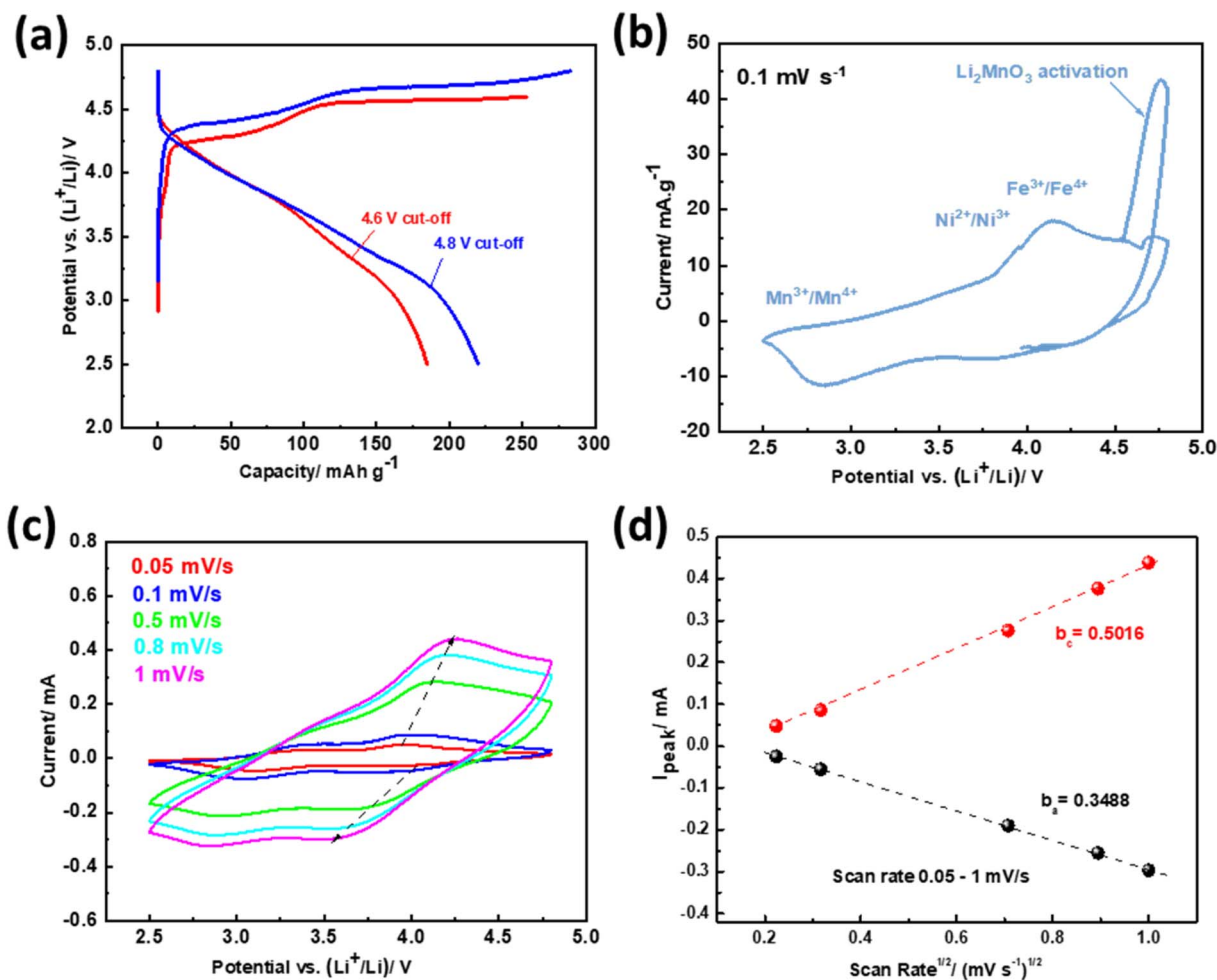 (a)
5.0
4.5
4.0
3.5
3.0
2.5
2.0
Potential vs. (Li⁺/Li)/ V
4.6 V cut-off
4.8 V cut-off
0 50 100 150 200 250 300
Capacity/ mAh g⁻¹
(b)
50
40
30
20
10
0
-10
-20
Current/ mA.g⁻¹
0.1 mV s⁻¹
Li₂MnO₃ activation
Fe³⁺/Fe⁴⁺
Ni²⁺/Ni³⁺
Mn³⁺/Mn⁴⁺
2.5 3.0 3.5 4.0 4.5 5.0
Potential vs. (Li⁺/Li)/ V
(c)
0.8
0.6
0.4
0.2
0.0
-0.2
-0.4
-0.6
Current/ mA
0.05 mV/s
0.1 mV/s
0.5 mV/s
0.8 mV/s
1 mV/s
2.5 3.0 3.5 4.0 4.5 5.0
Potential vs. (Li⁺/Li)/ V
(d)
0.5
0.4
0.3
0.2
0.1
0.0
-0.1
-0.2
-0.3
-0.4
I_peak/ mA
b_c= 0.5016
b_a= 0.3488
Scan rate 0.05 - 1 mV/s
0.2 0.4 0.6 0.8 1.0
Scan Rate^1/2/ (mV s⁻¹)^1/2